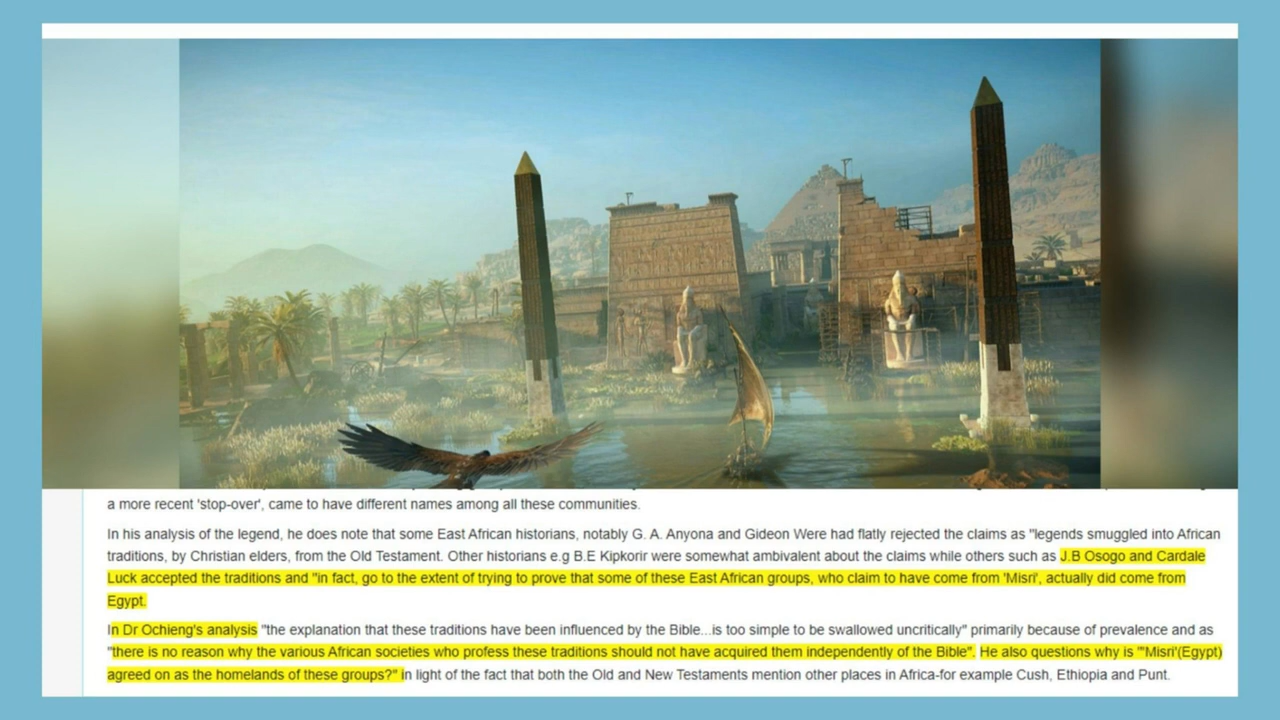 a more recent 'stop-over', came to have different names among all these communities.
In his analysis of the legend, he does note that some East African historians, notably G. A. Anyona and Gideon Were had flatly rejected the claims as "legends smuggled into African
traditions, by Christian elders, from the Old Testament. Other historians e.g B.E Kipkorir were somewhat ambivalent about the claims while others such as J.B Osogo and Cardale
Luck accepted the traditions and "in fact, go to the extent of trying to prove that some of these East African groups, who claim to have come from 'Misri', actually did come from
Egypt.
In Dr Ochieng's analysis "the explanation that these traditions have been influenced by the Bible...is too simple to be swallowed uncritically" primarily because of prevalence and as
"there is no reason why the various African societies who profess these traditions should not have acquired them independently of the Bible". He also questions why is "'Misri'(Egypt)
agreed on as the homelands of these groups?" in light of the fact that both the Old and New Testaments mention other places in Africa-for example Cush, Ethiopia and Punt.